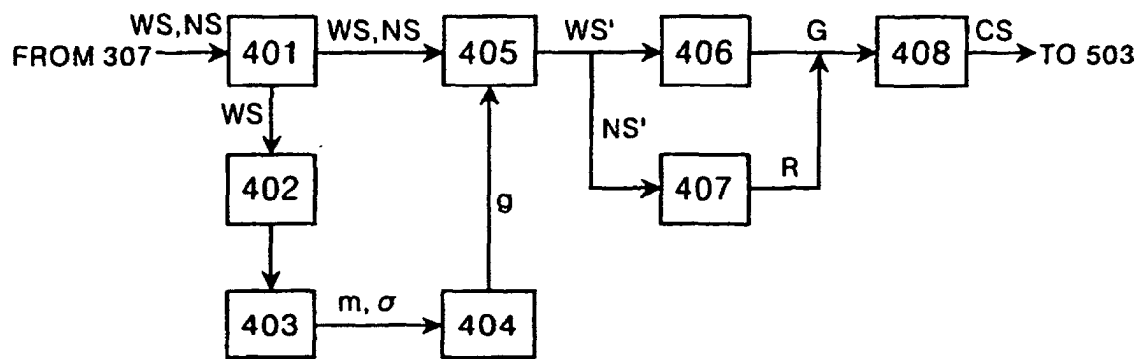 WS,NS WS,NS WS' G CS
FROM 307 401 405 406 408 TO 503
WS NS' R
402 407
g
m, σ
403 404